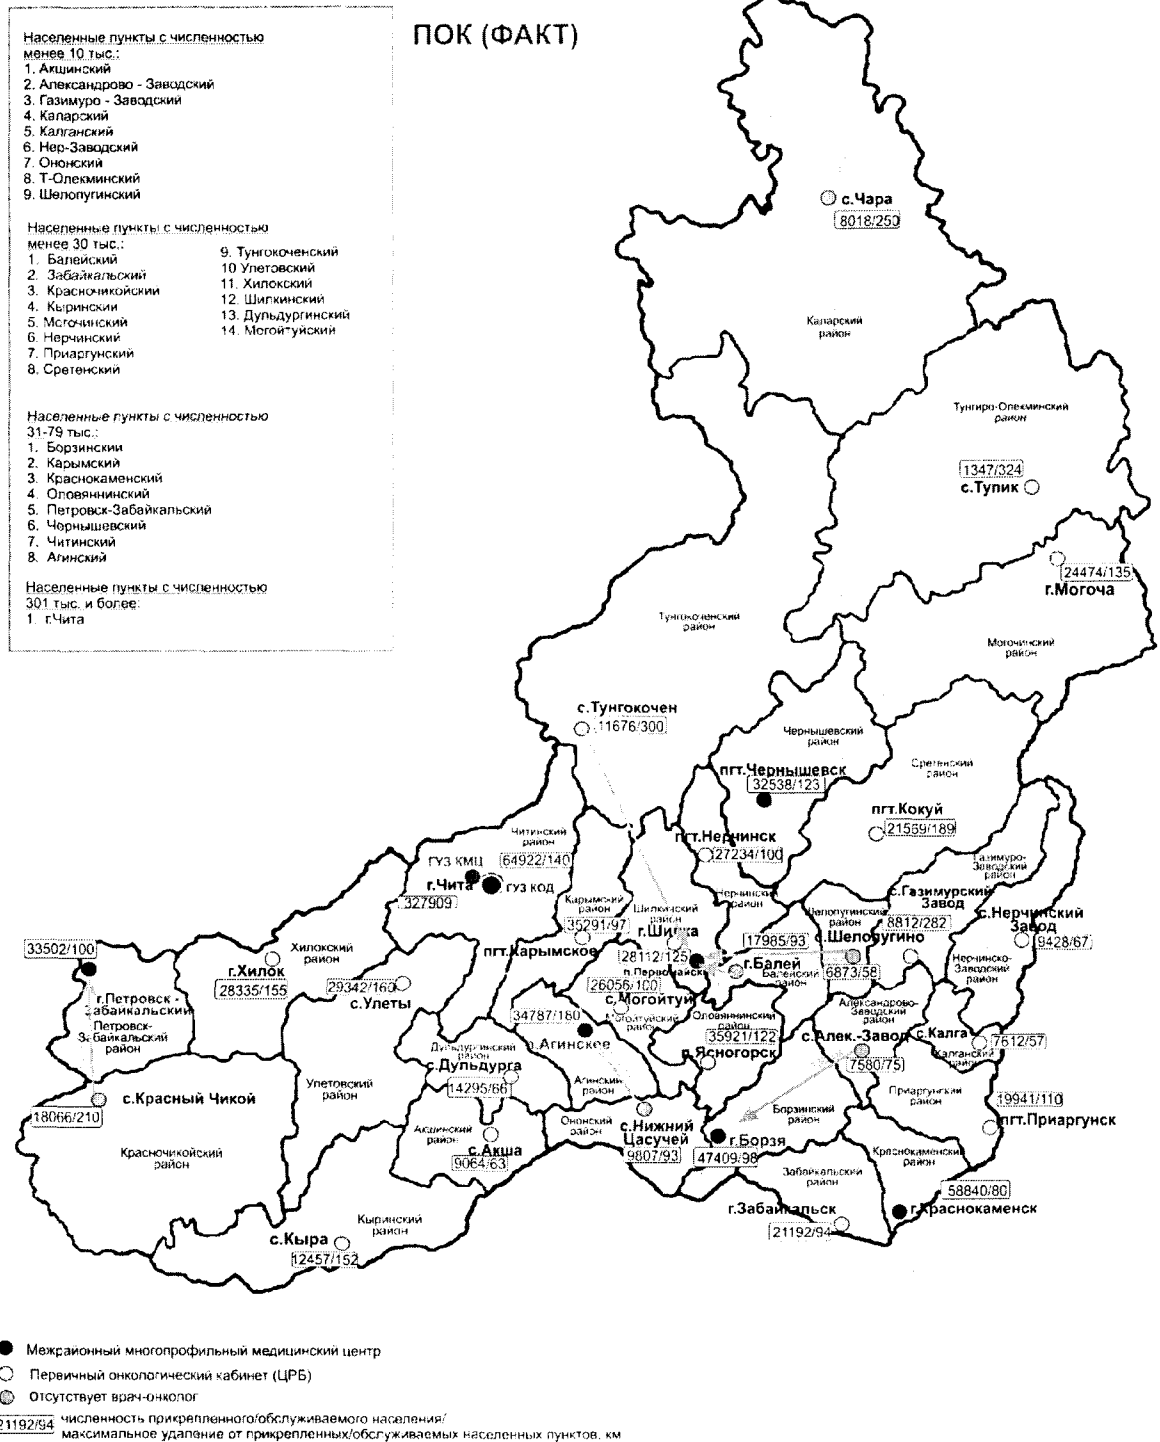 ПОК (ФАКТ)
Населенные пункты с численностью
менее 10 тыс.:
1. Акшинский
2. Александрово - Заводский
3. Газимуро - Заводский
4. Каларский
5. Калганский
6. Нер-Заводский
7. Ононский
8. Т-Олекминский
9. Шелопугинский
Населенные пункты с численностью
менее 30 тыс.:
1. Балейский
2. Забайкальский
3. Красночикойский
4. Кыринский
5. Могочинский
6. Нерчинский
7. Приаргунский
8. Сретенский
9. Тунгокоченский
10 Улетовский
11. Хилокский
12. Шилкинский
13. Дульдургинский
14. Могойтуйский
Населенные пункты с численностью
31-79 тыс.:
1. Борзинский
2. Карымский
3. Краснокаменский
4. Оловяннинский
5. Петровск-Забайкальский
6. Чернышевский
7. Читинский
8. Агинский
Населенные пункты с численностью
301 тыс. и более:
1. г.Чита
с.Чара
8018/250
Каларский
район
Тунгиро-Олекминский
район
1347/324
с.Тупик
24474/135
г.Могоча
Могочинский
район
Тунгокоченский
район
с.Тунгокочен
11676/300
Чернышевский
район
пгт.Чернышевск
32538/123
Сретенский
район
пгт.Кокуй
21569/189
пгт.Нерчинск
27234/100
Нерчинский
район
Читинский
район
ГУЗ КМЦ
64922/140
г.Чита
ГУЗ КОД
327909
Карымский
район
35291/97
пгт.Карымское
Шилкинский
район
г.Шилка
28112/125
п.Первомайск
17985/93
г.Балей
Балейский
район
Шелопугинский
район
с.Шелопугино
6873/58
Газимуро-
Заводский
район
с.Газимурский
Завод
8812/282
с.Нерчинский
Завод
9428/67
Нерчинско-
Заводский
район
33502/100
г.Петровск -
Забайкальский
Петровск-
Забайкальский
район
Хилокский
район
г.Хилок
28335/155
29342/160
с.Улеты
Улетовский
район
26056/100
с.Могойтуй
Могойтуйский
район
34787/180
п.Агинское
Агинский
район
Оловяннинский
район
35921/122
п.Ясногорск
Александрово-
Заводский
район
с.Алек.-Завод
7580/75
с.Калга
7612/57
Калганский
район
Дульдургинский
район
с.Дульдурга
14295/66
Акшинский
район
с.Акша
9064/63
Ононский
район
с.Нижний
Цасучей
9807/93
Борзинский
район
г.Борзя
47409/98
Приаргунский
район
19941/110
пгт.Приаргунск
Краснокаменский
район
58840/80
г.Краснокаменск
Забайкальский
район
г.Забайкальск
21192/94
с.Красный Чикой
18066/210
Красночикойский
район
Кыринский
район
с.Кыра
12457/152
Межрайонный многопрофильный медицинский центр
Первичный онкологический кабинет (ЦРБ)
Отсутствует врач-онколог
21192/94 численность прикрепленного/обслуживаемого населения/
максимальное удаление от прикрепленных/обслуживаемых населенных пунктов, км